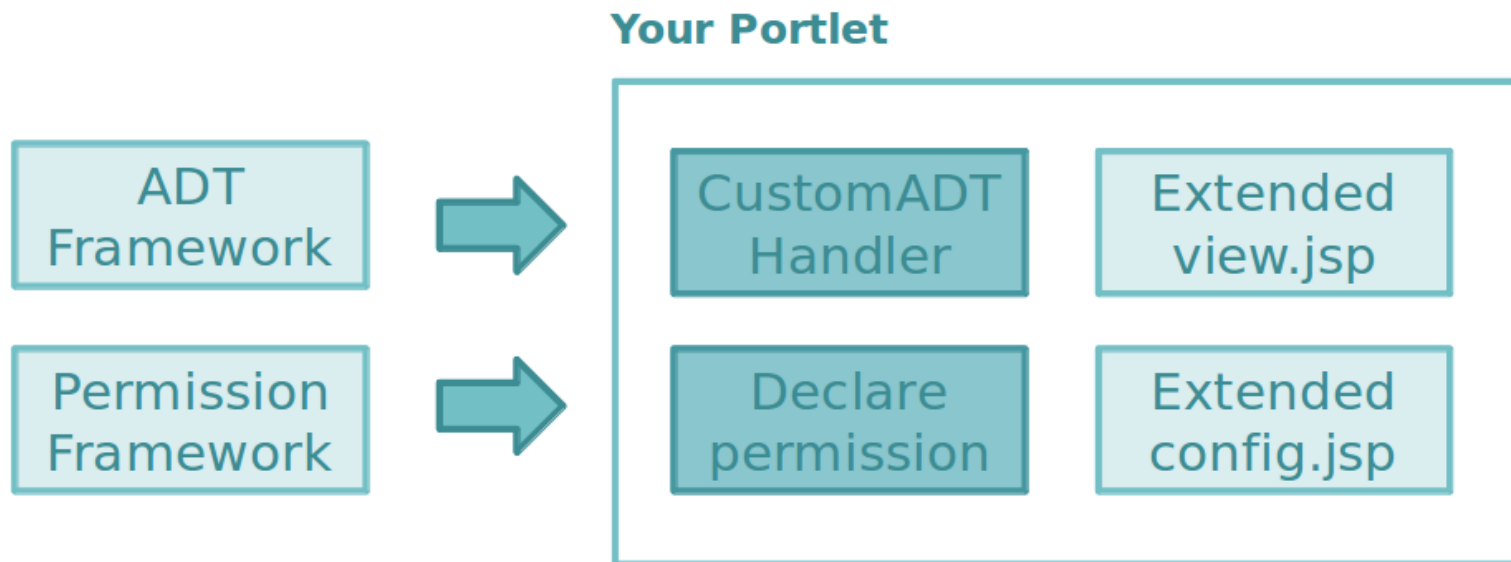 Your Portlet
ADT
Framework
CustomADT
Handler
Extended
view.jsp
Permission
Framework
Declare
permission
Extended
config.jsp